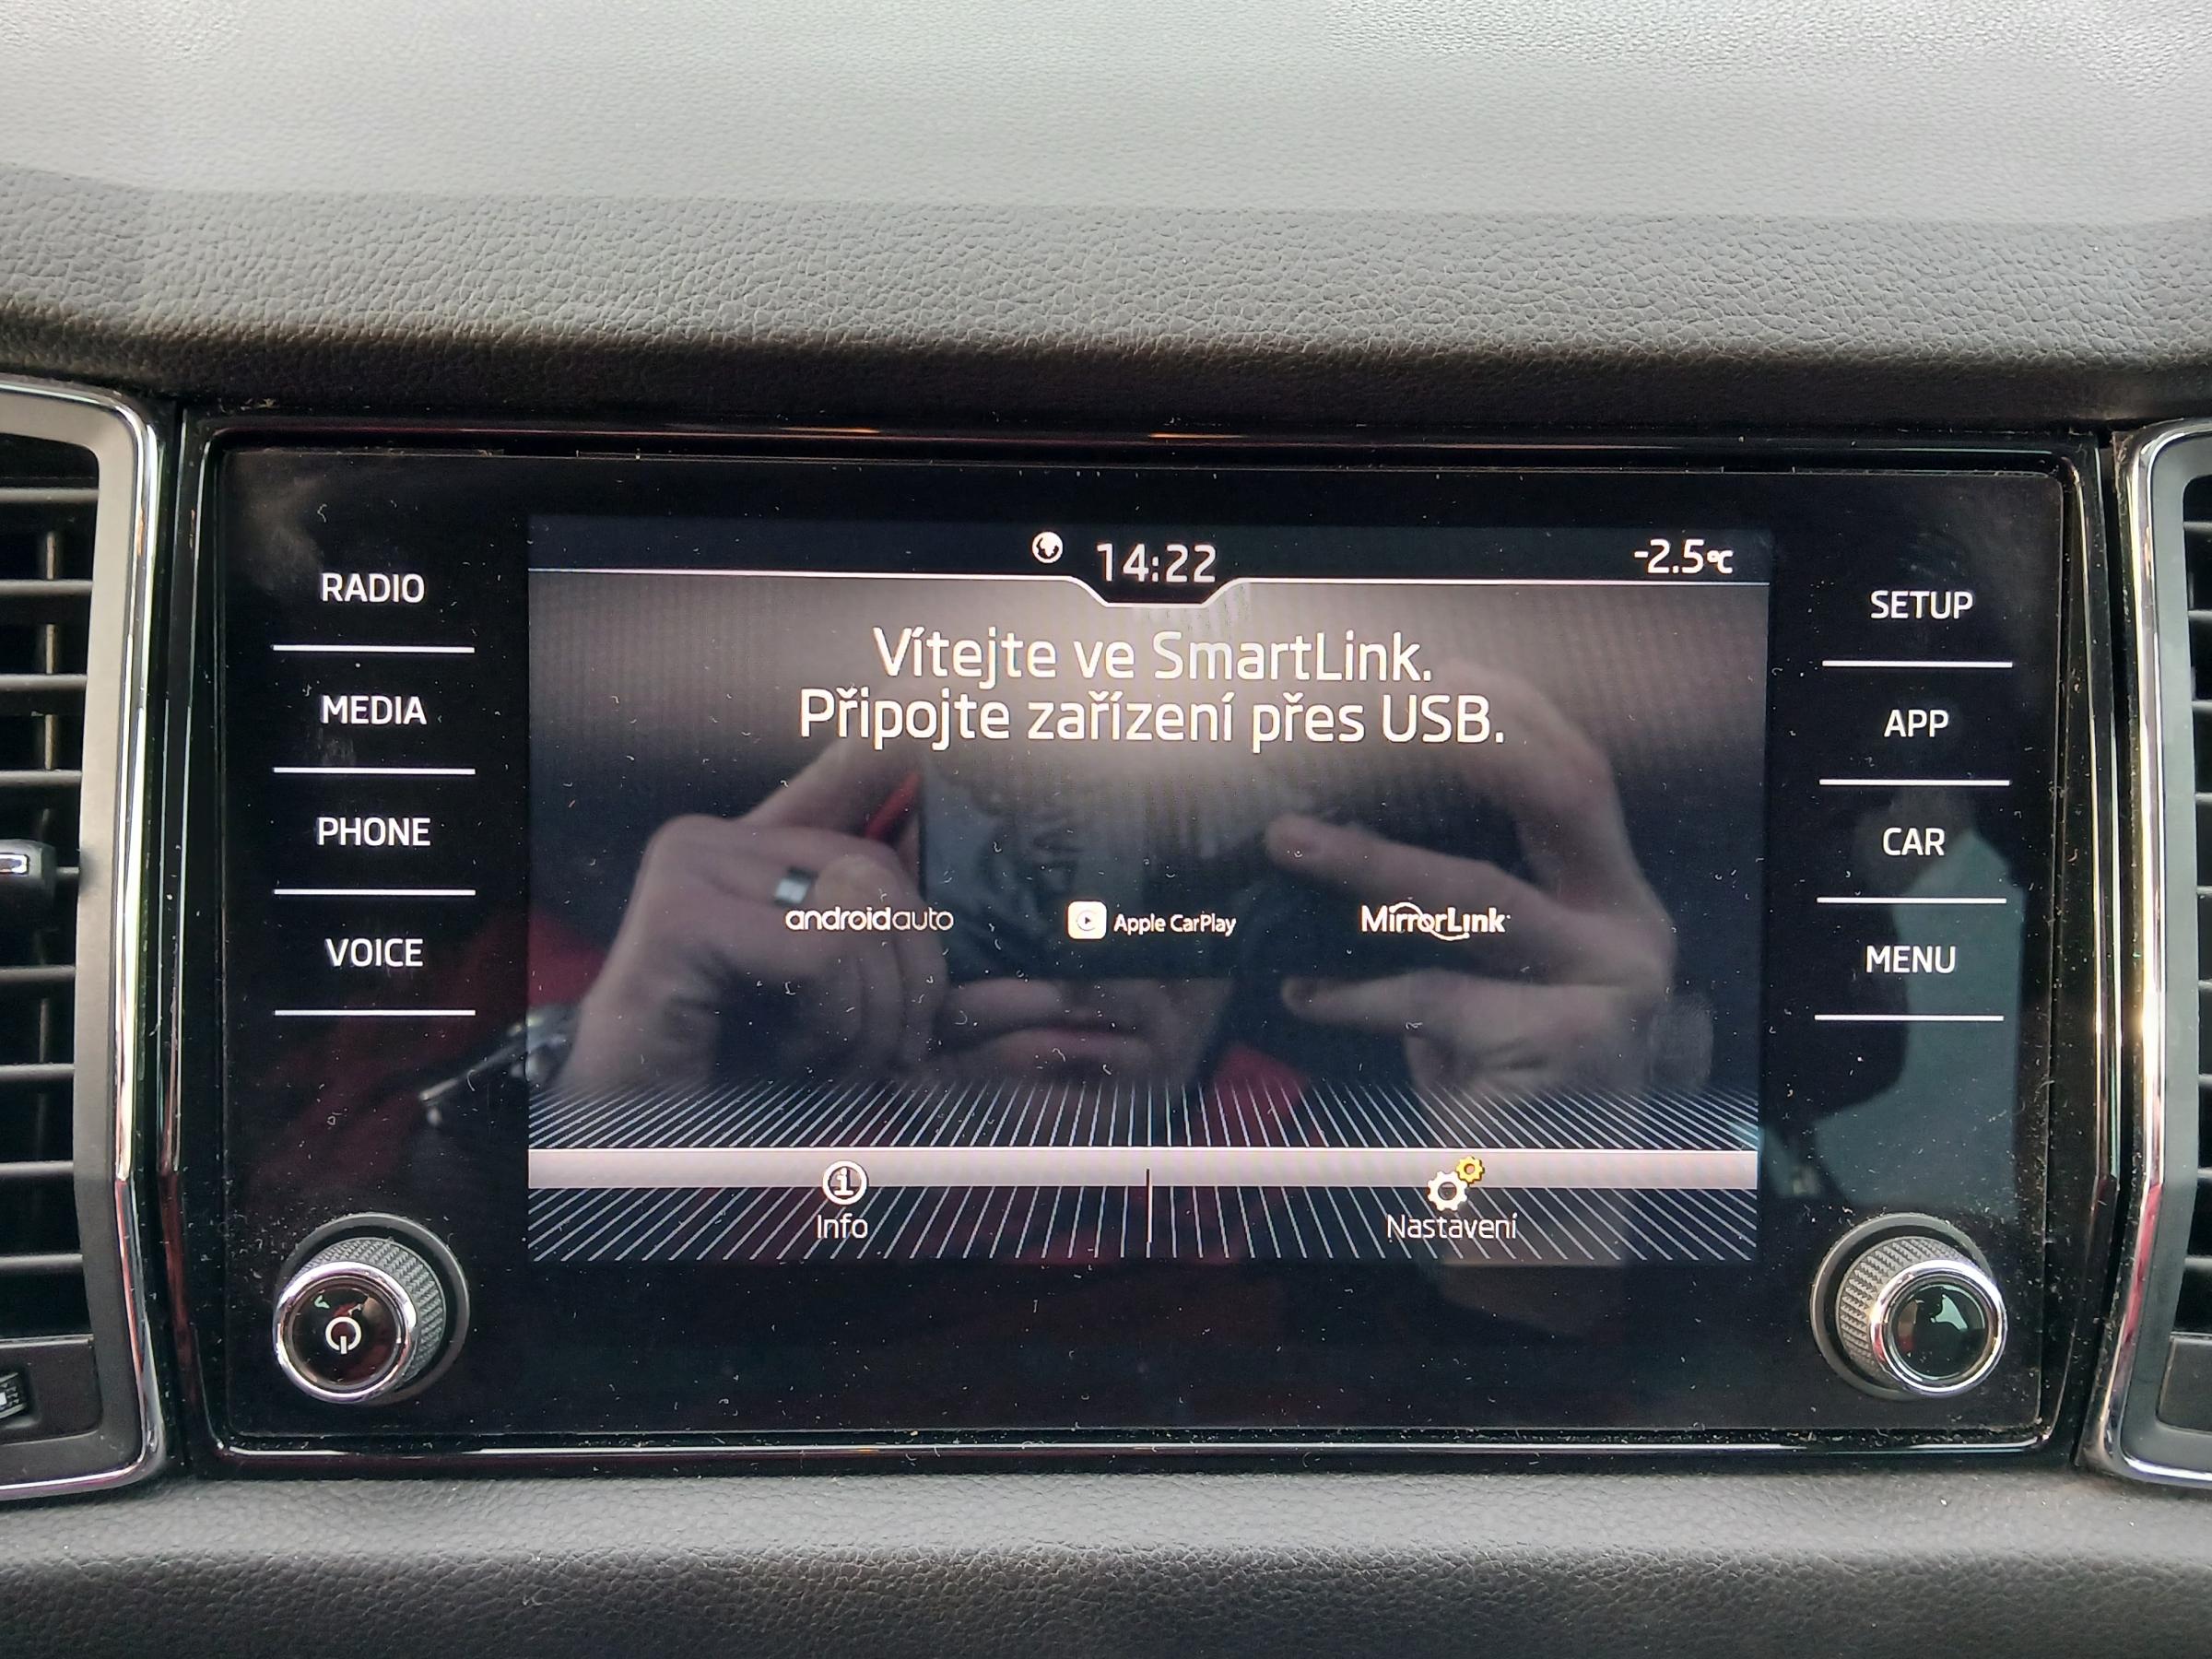 14:22
-2.5°C
RADIO
MEDIA
PHONE
VOICE
Vítejte ve SmartLink.
Připojte zařízení přes USB.
androidauto
Apple CarPlay
MirrorLink
Info
Nastavení
SETUP
APP
CAR
MENU